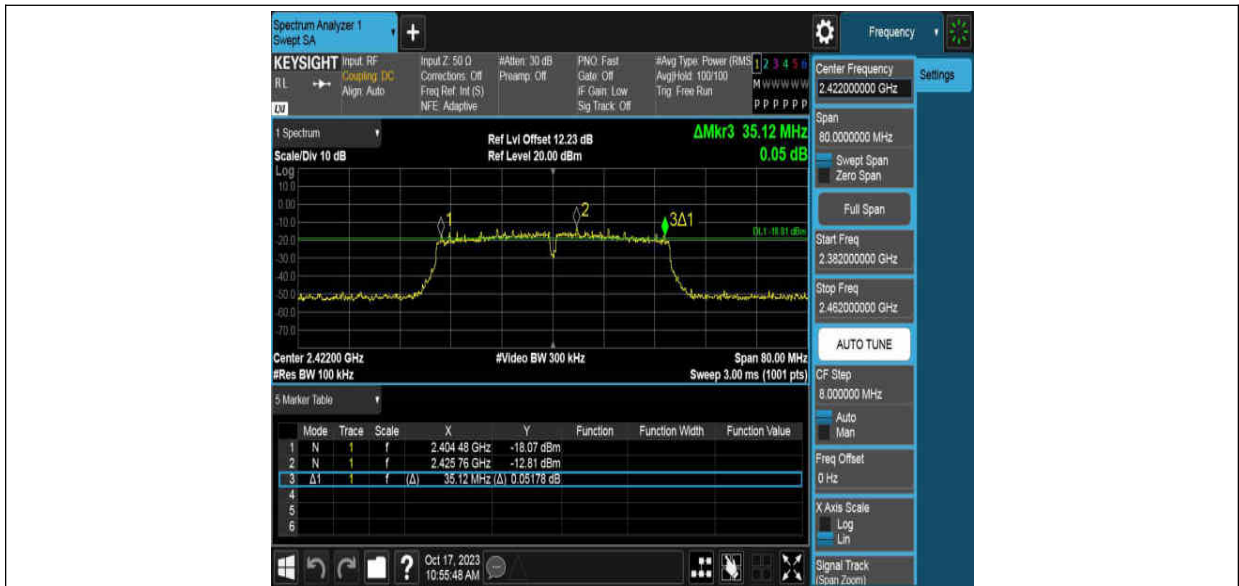 Spectrum Analyzer 1
Swept SA
+
Frequency
KEYSIGHT
RL
LXI
Input: RF
Coupling: DC
Align: Auto
Input Z: 50 Ω
Corrections: Off
Freq Ref: Int (S)
NFE: Adaptive
#Atten: 30 dB
Preamp: Off
PNO: Fast
Gate: Off
IF Gain: Low
Sig Track: Off
#Avg Type: Power (RMS
Avg|Hold: 100/100
Trig: Free Run
1 2 3 4 5 6
M W W W W W
P P P P P P
1 Spectrum
Scale/Div 10 dB
Ref Lvl Offset 12.23 dB
Ref Level 20.00 dBm
ΔMkr3 35.12 MHz
0.05 dB
Log
10.0
0.00
-10.0
-20.0
-30.0
-40.0
-50.0
-60.0
-70.0
1
2
3Δ1
Center 2.42200 GHz
#Res BW 100 kHz
#Video BW 300 kHz
Span 80.00 MHz
Sweep 3.00 ms (1001 pts)
5 Marker Table
Mode Trace Scale X Y Function Function Width Function Value
1 N 1 f 2.404 48 GHz -18.07 dBm
2 N 1 f 2.425 76 GHz -12.81 dBm
3 Δ1 1 f (Δ) 35.12 MHz (Δ) 0.05178 dB
4
5
6
?
Oct 17, 2023
10:55:48 AM
Center Frequency
2.422000000 GHz
Settings
Span
80.0000000 MHz
Swept Span
Zero Span
Full Span
Start Freq
2.382000000 GHz
Stop Freq
2.462000000 GHz
AUTO TUNE
CF Step
8.000000 MHz
Auto
Man
Freq Offset
0 Hz
X Axis Scale
Log
Lin
Signal Track
(Span Zoom)